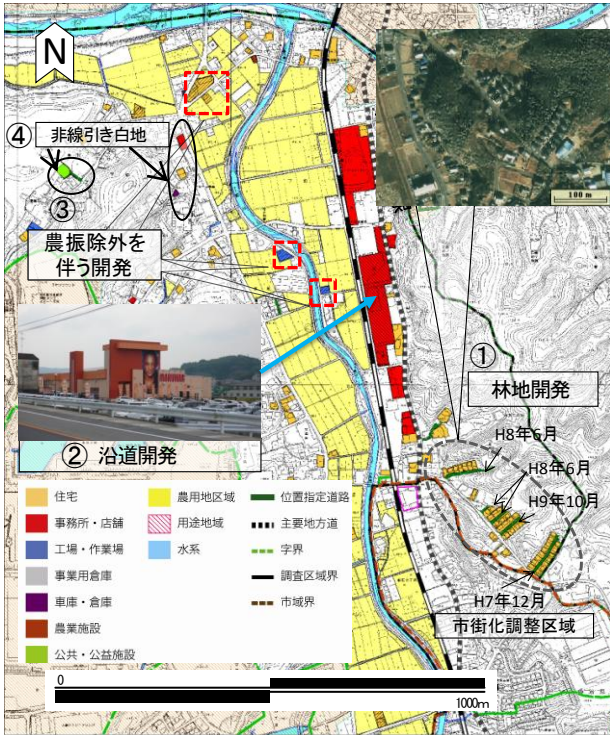 N
④
非線引き白地
③
農振除外を
伴う開発
100 m
①
林地開発
② 沿道開発
H8年6月
H8年6月
H9年10月
H7年12月
市街化調整区域
住宅
事務所・店舗
工場・作業場
事業用倉庫
車庫・倉庫
農業施設
公共・公益施設
農用地区域
用途地域
水系
位置指定道路
主要地方道
字界
調査区域界
市域界
0
1000m